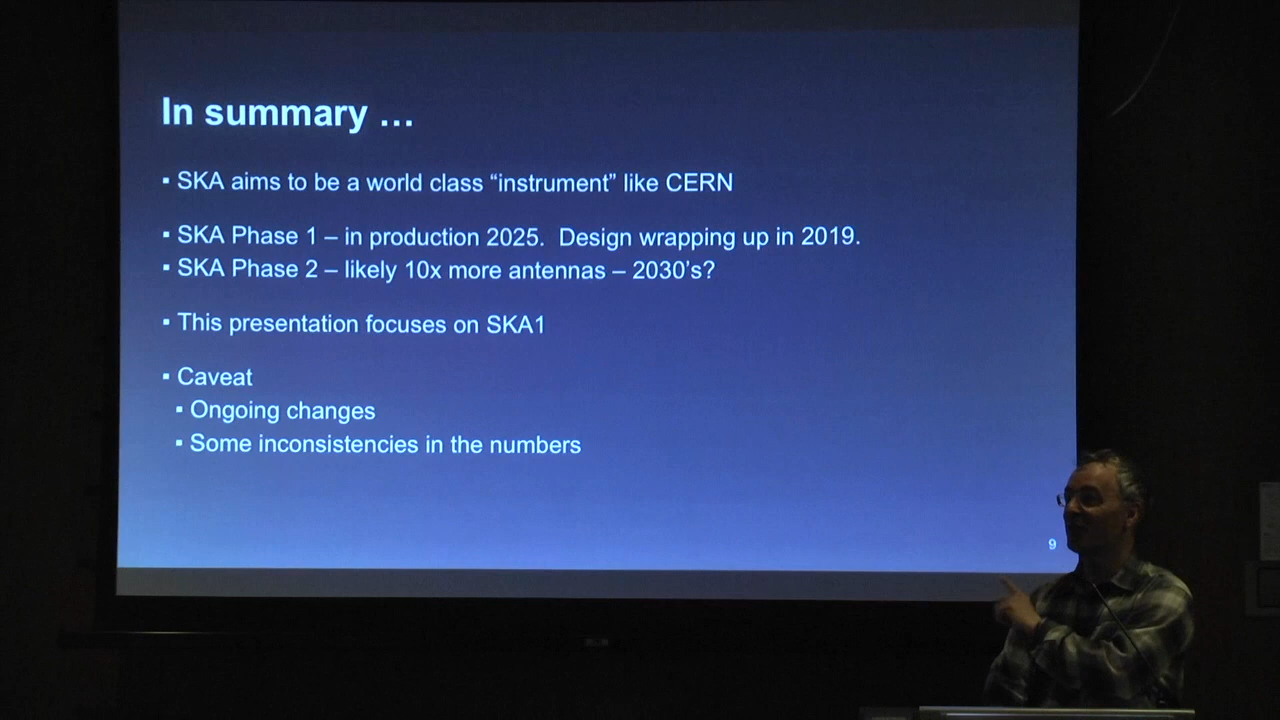 In summary …
▪ SKA aims to be a world class “instrument” like CERN
▪ SKA Phase 1 – in production 2025.  Design wrapping up in 2019.
▪ SKA Phase 2 – likely 10x more antennas – 2030’s?
▪ This presentation focuses on SKA1
▪ Caveat
▪ Ongoing changes
▪ Some inconsistencies in the numbers
9